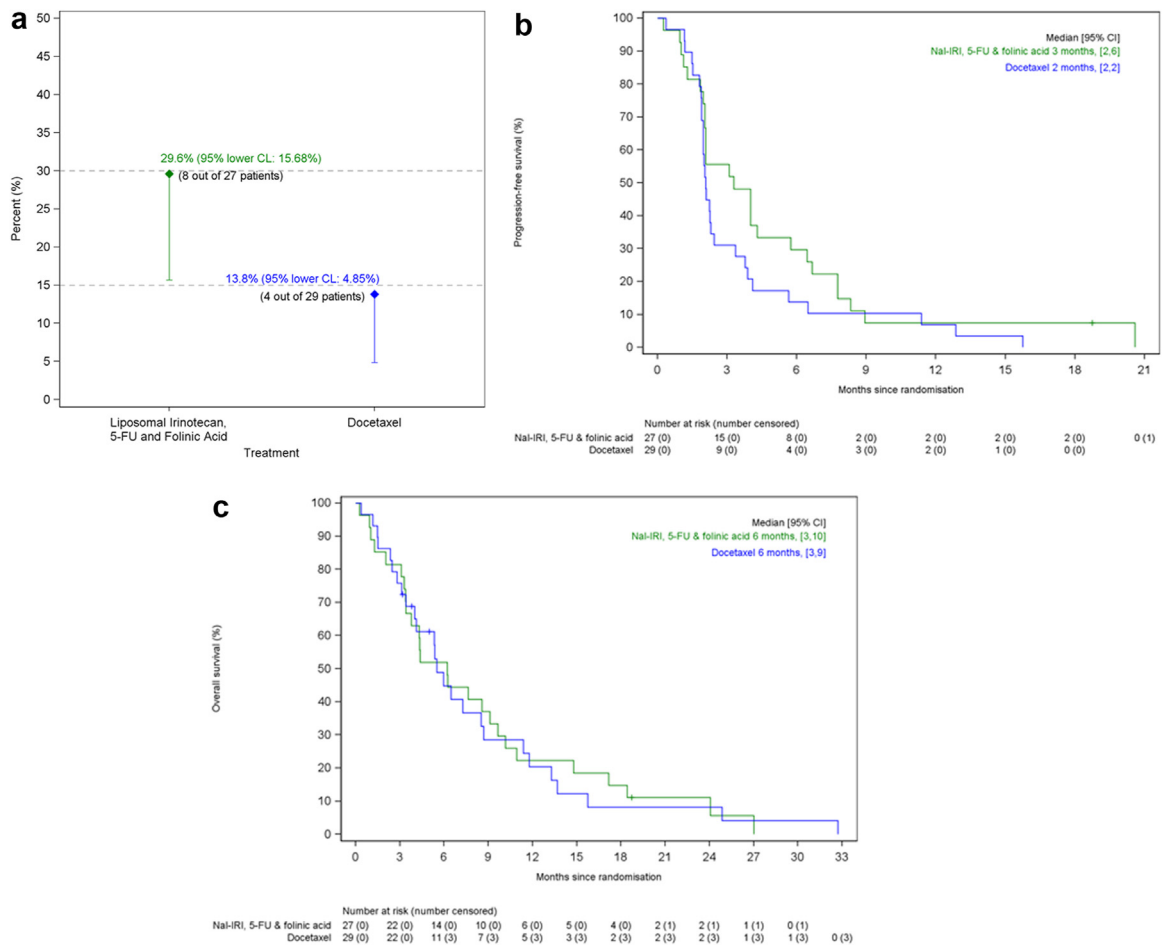 a
50
45
40
35
30
25
20
15
10
5
0
Percent (%)
29.6% (95% lower CL: 15.68%)
(8 out of 27 patients)
13.8% (95% lower CL: 4.85%)
(4 out of 29 patients)
Liposomal Irinotecan,
5-FU and Folinic Acid
Docetaxel
Treatment
b
100
90
80
70
60
50
40
30
20
10
0
Progression-free survival (%)
Median [95% CI]
Nal-IRI, 5-FU & folinic acid 3 months, [2,6]
Docetaxel 2 months, [2,2]
0 3 6 9 12 15 18 21
Months since randomisation
Number at risk (number censored)
Nal-IRI, 5-FU & folinic acid 27 (0) 15 (0) 8 (0) 2 (0) 2 (0) 2 (0) 2 (0) 0 (1)
Docetaxel 29 (0) 9 (0) 4 (0) 3 (0) 2 (0) 1 (0) 0 (0)
c
100
90
80
70
60
50
40
30
20
10
0
Overall survival (%)
Median [95% CI]
Nal-IRI, 5-FU & folinic acid 6 months, [3,10]
Docetaxel 6 months, [3,9]
0 3 6 9 12 15 18 21 24 27 30 33
Months since randomisation
Number at risk (number censored)
Nal-IRI, 5-FU & folinic acid 27 (0) 22 (0) 14 (0) 10 (0) 6 (0) 5 (0) 4 (0) 2 (1) 2 (1) 1 (1) 0 (1)
Docetaxel 29 (0) 22 (0) 11 (3) 7 (3) 5 (3) 3 (3) 2 (3) 2 (3) 2 (3) 1 (3) 1 (3) 0 (3)